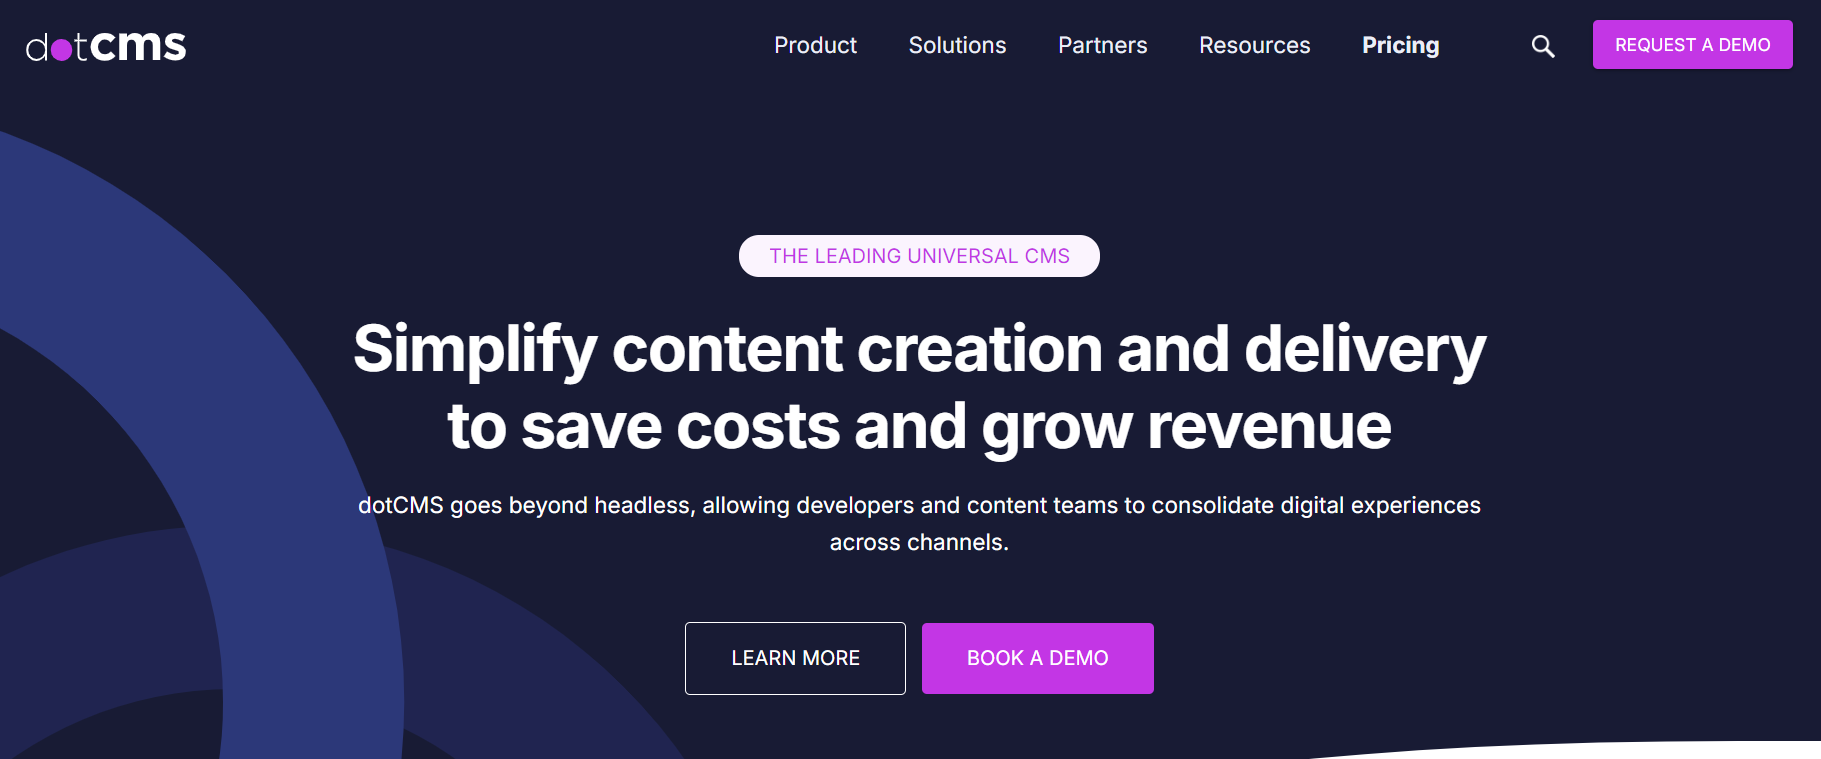 dotcms
Product
Solutions
Partners
Resources
Pricing
REQUEST A DEMO
THE LEADING UNIVERSAL CMS
Simplify content creation and delivery
to save costs and grow revenue
dotCMS goes beyond headless, allowing developers and content teams to consolidate digital experiences
across channels.
LEARN MORE
BOOK A DEMO